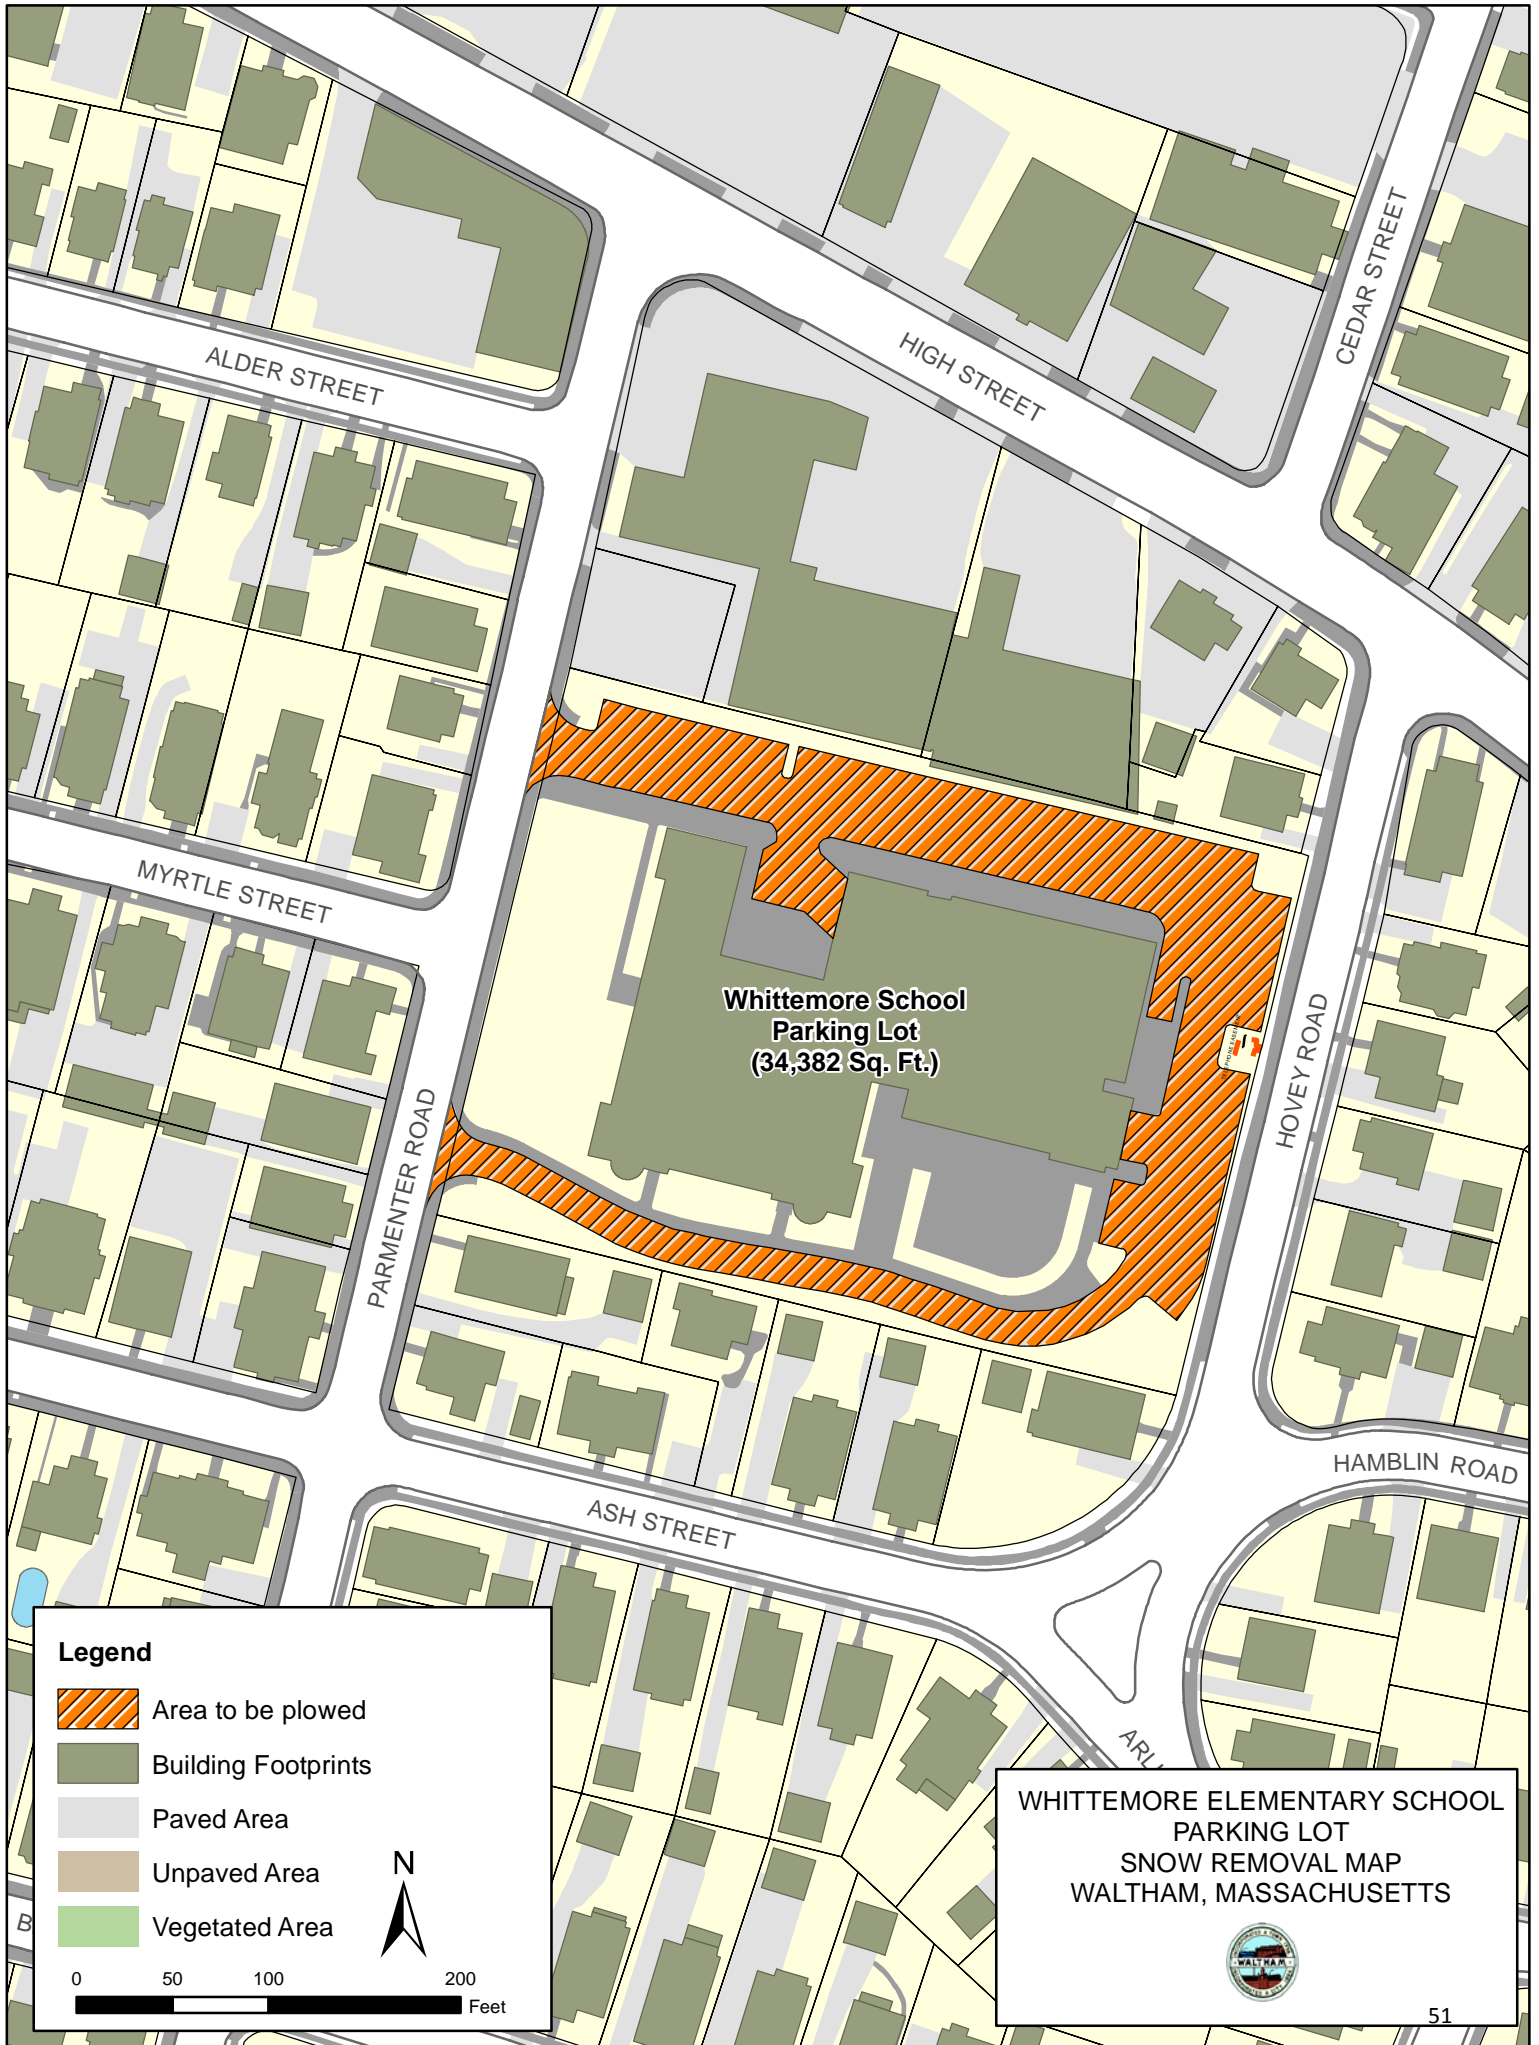 CEDAR STREET
HIGH STREET
ALDER STREET
MYRTLE STREET
Whittemore School
Parking Lot
(34,382 Sq. Ft.)
HOVEY ROAD
PARMENTER ROAD
HAMBLIN ROAD
ASH STREET
ARLI
B
Legend
Area to be plowed
Building Footprints
Paved Area
Unpaved Area
Vegetated Area
N
0 50 100 200
Feet
WHITTEMORE ELEMENTARY SCHOOL
PARKING LOT
SNOW REMOVAL MAP
WALTHAM, MASSACHUSETTS
WALTHAM
51